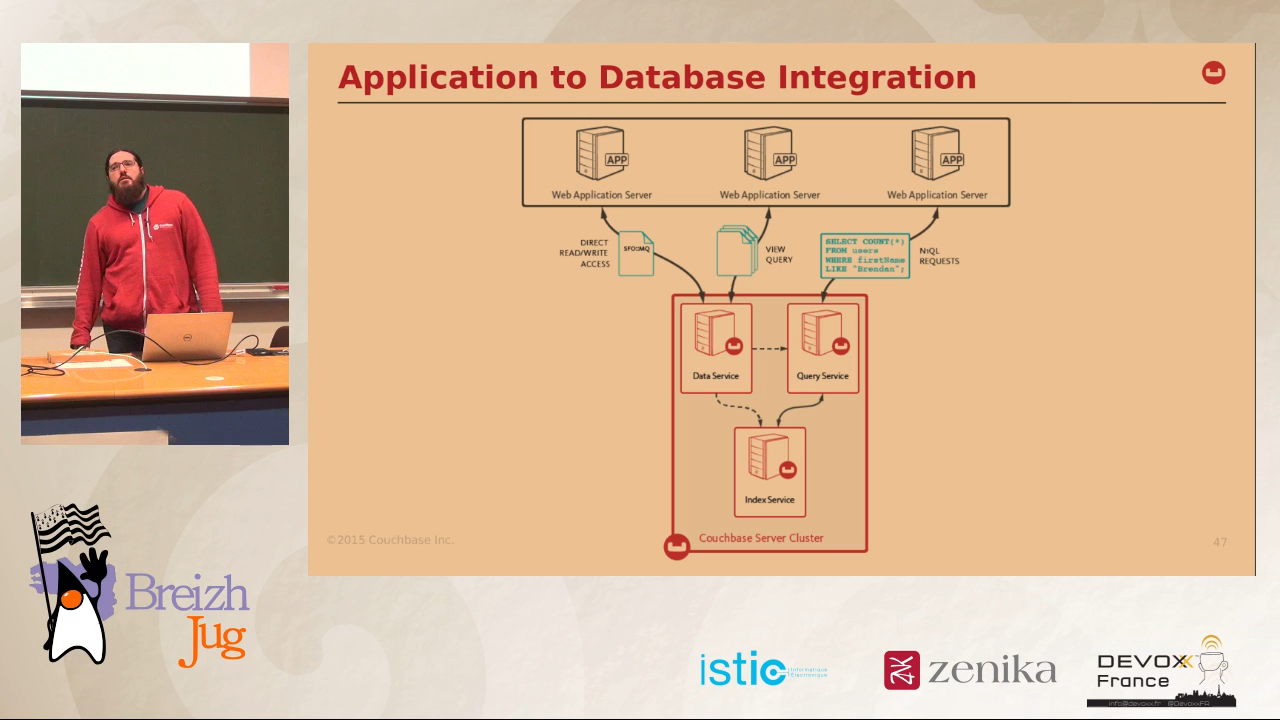 Application to Database Integration
APP
APP
APP
Web Application Server
Web Application Server
Web Application Server
DIRECT
READ/WRITE
ACCESS
SFO::MQ
VIEW
QUERY
SELECT COUNT(*)
FROM users
WHERE firstName
LIKE "Brendan";
N1QL
REQUESTS
Data Service
Query Service
Index Service
Couchbase Server Cluster
©2015 Couchbase Inc.
47
Breizh
Jug
istic
Informatique
Électronique
zenika
DEVOXX
France
info@devoxx.fr @DevoxxFR